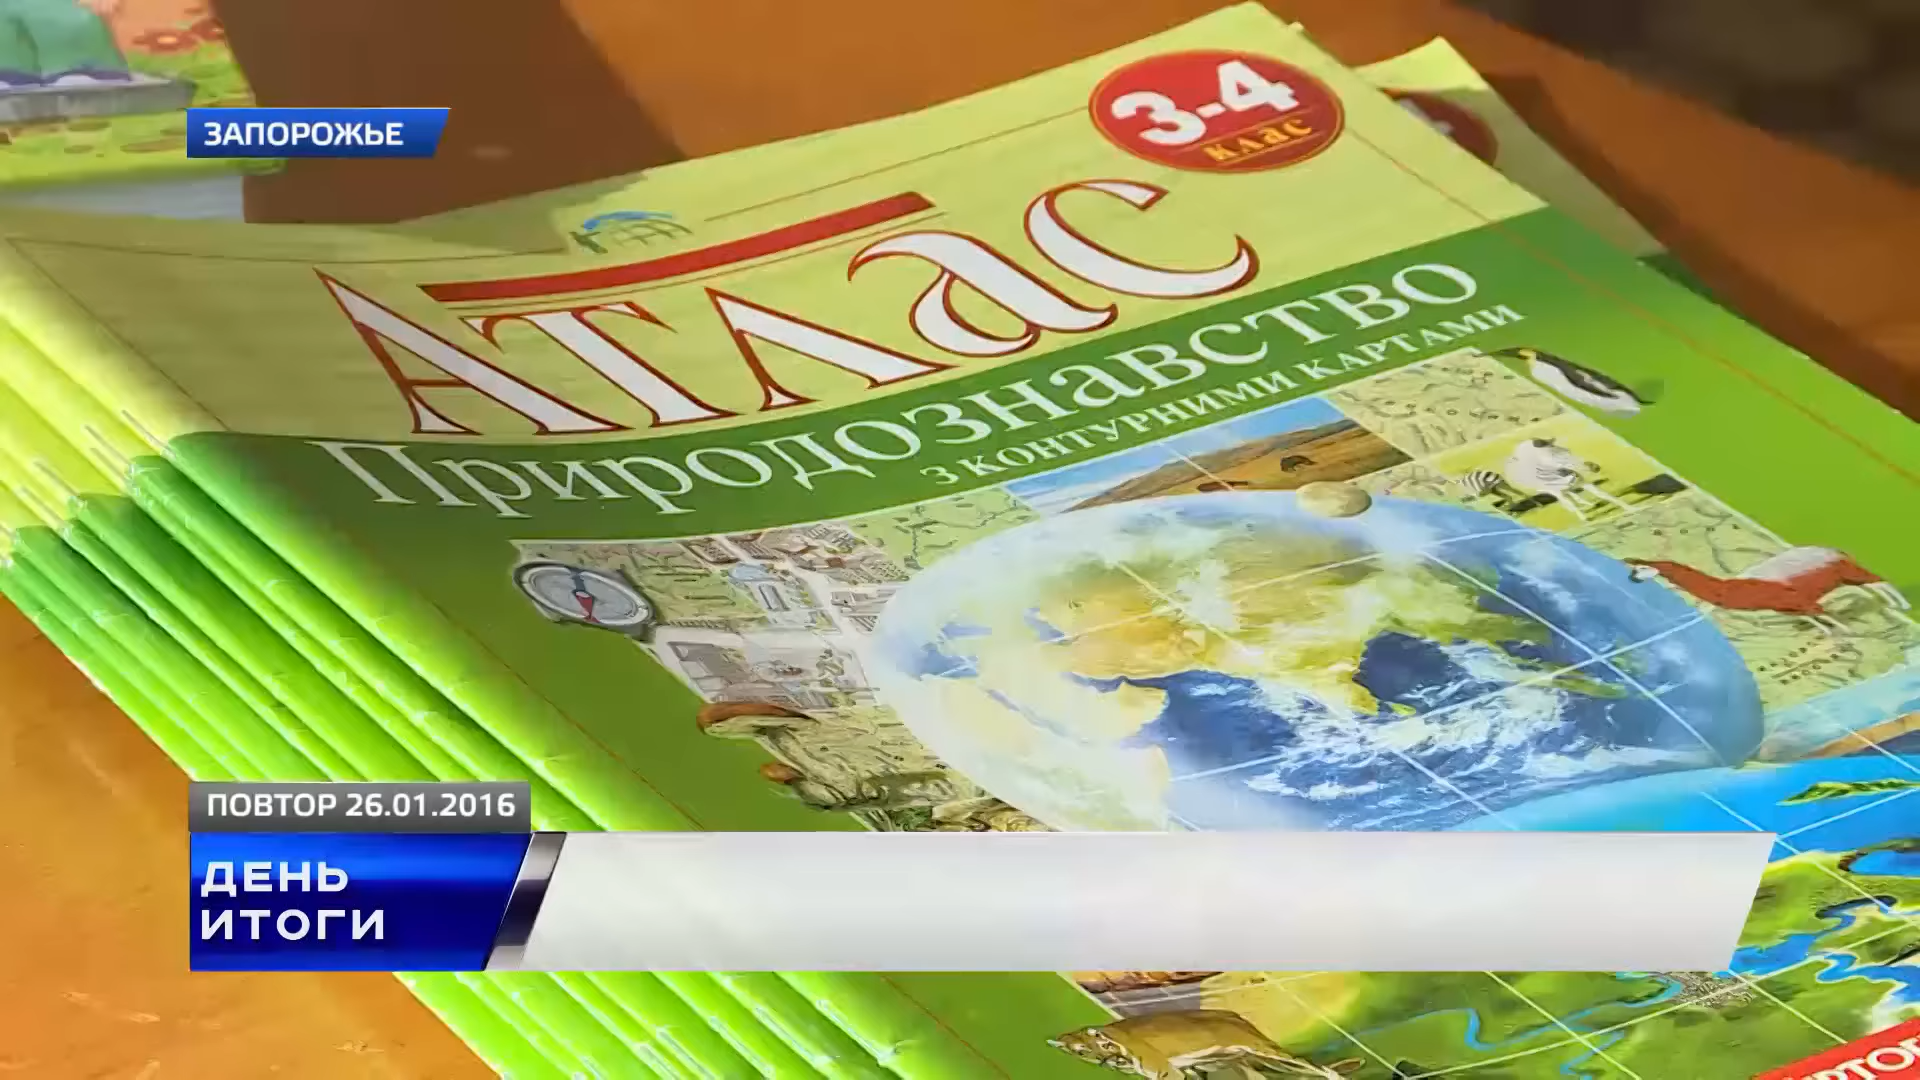 ЗАПОРОЖЬЕ
3-4
клас
Атлас
Природознавство
з контурними картами
ПОВТОР 26.01.2016
ДЕНЬ
ИТОГИ